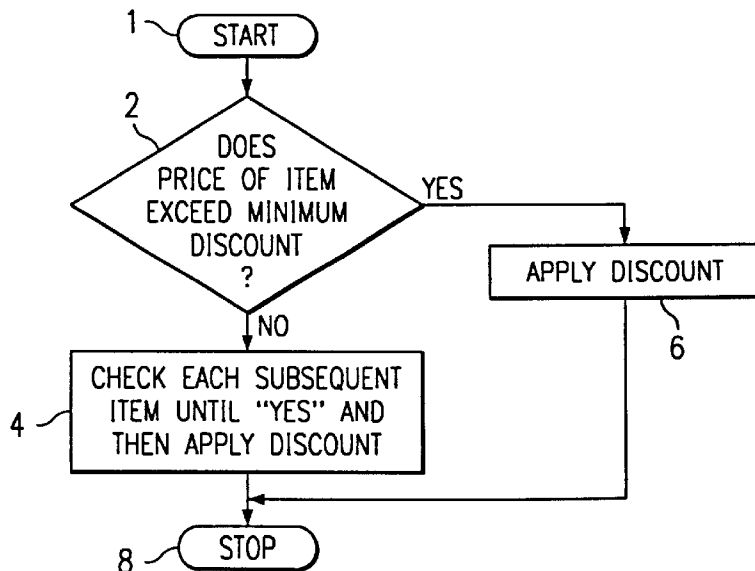 1
START
2
DOES
PRICE OF ITEM
EXCEED MINIMUM
DISCOUNT
?
YES
APPLY DISCOUNT
6
NO
4
CHECK EACH SUBSEQUENT
ITEM UNTIL "YES" AND
THEN APPLY DISCOUNT
8
STOP